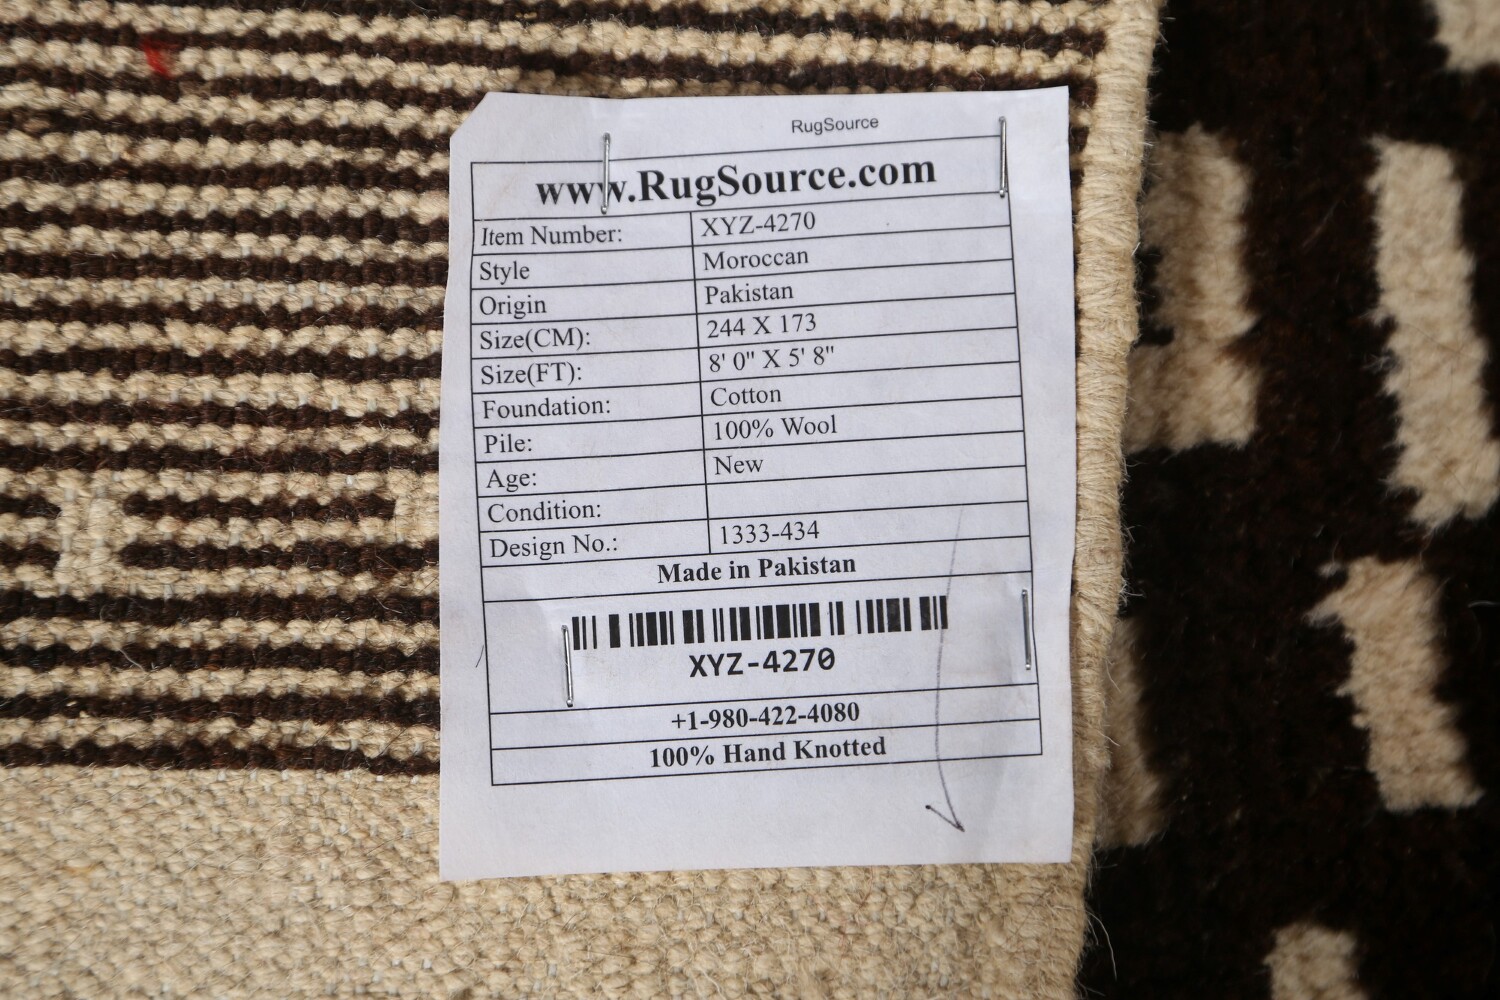 RugSource
www.RugSource.com
Item Number: XYZ-4270
Style Moroccan
Origin Pakistan
Size(CM): 244 X 173
Size(FT): 8' 0" X 5' 8"
Foundation: Cotton
Pile: 100% Wool
Age: New
Condition:
Design No.: 1333-434
Made in Pakistan
XYZ-4270
+1-980-422-4080
100% Hand Knotted